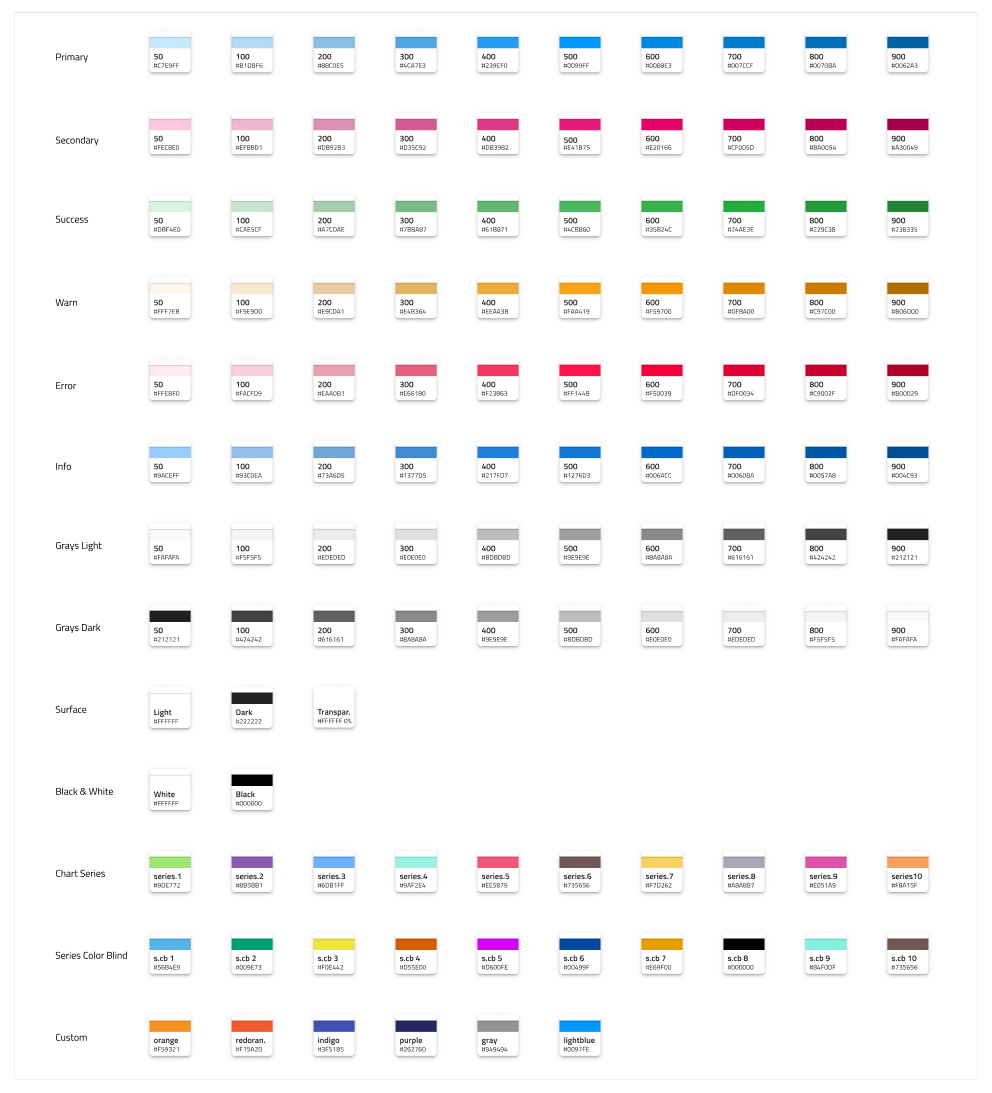 Primary
50 100 200 300 400 500 600 700 800 900
#C7E9FF #B1DBF6 #88C0E5 #4CA7E3 #239EF0 #0099FF #008BE3 #007CCF #0070BA #0062A3
Secondary
50 100 200 300 400 500 600 700 800 900
#FEC8E0 #EFB8D1 #DB92B3 #D35C92 #DB3982 #E41B75 #E20166 #CF005D #BA0054 #A30049
Success
50 100 200 300 400 500 600 700 800 900
#DBF4E0 #CAE5CF #A7CDAE #7BBA87 #61B871 #4CBB60 #35B24C #24AE3E #229C38 #238335
Warn
50 100 200 300 400 500 600 700 800 900
#FFF7EB #F9E9D0 #E9CDA1 #E4B364 #EEAA3B #FAA419 #F59700 #DF8A00 #C97C00 #B06D00
Error
50 100 200 300 400 500 600 700 800 900
#FFEBF0 #FACFD9 #EAA0B1 #E66180 #F23863 #FF144B #F50039 #DF0034 #C9002F #B00029
Info
50 100 200 300 400 500 600 700 800 900
#9ACEFF #93C0EA #73A6D5 #1377D5 #217FD7 #1276D3 #006ACC #0060BA #0057A8 #004C93
Grays Light
50 100 200 300 400 500 600 700 800 900
#FAFAFA #F5F5F5 #EDEDED #E0E0E0 #BDBDBD #9E9E9E #8A8A8A #616161 #424242 #212121
Grays Dark
50 100 200 300 400 500 600 700 800 900
#212121 #424242 #616161 #8A8A8A #9E9E9E #BDBDBD #E0E0E0 #EDEDED #F5F5F5 #FAFAFA
Surface
Light Dark Transpar.
#FFFFFF #222222 #FFFFFF 0%
Black & White
White Black
#FFFFFF #000000
Chart Series
series.1 series.2 series.3 series.4 series.5 series.6 series.7 series.8 series.9 series10
#9DE772 #8B5BB1 #6DB1FF #9AF2E4 #EE5879 #735656 #F7D262 #A8A8B7 #E051A9 #F8A15F
Series Color Blind
s.cb 1 s.cb 2 s.cb 3 s.cb 4 s.cb 5 s.cb 6 s.cb 7 s.cb 8 s.cb 9 s.cb 10
#56B4E9 #009E73 #F0E442 #D55E00 #D600FE #00499F #E69F00 #000000 #84F0DF #735656
Custom
orange redoran. indigo purple gray lightblue
#F59321 #F15A2D #3F51B5 #262760 #949494 #0097FE